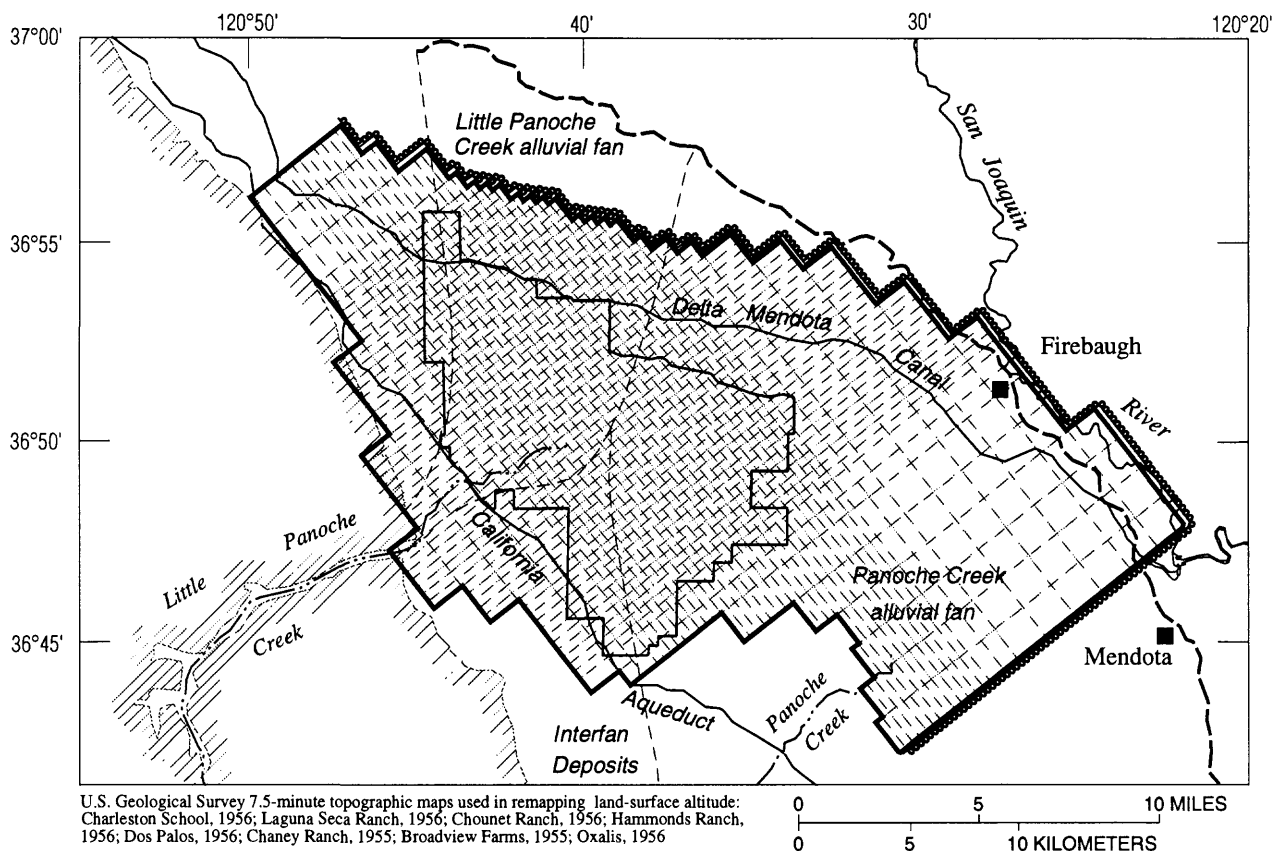 120°50'
40'
30'
120°20'
37°00'
36°55'
36°50'
36°45'
Little Panoche
Creek alluvial fan
San Joaquin
River
Delta Mendota
Canal
Firebaugh
Panoche Creek
alluvial fan
Mendota
California
Aqueduct
Little
Panoche
Creek
Panoche
Creek
Interfan
Deposits
U.S. Geological Survey 7.5-minute topographic maps used in remapping land-surface altitude:
Charleston School, 1956; Laguna Seca Ranch, 1956; Chounet Ranch, 1956; Hammonds Ranch,
1956; Dos Palos, 1956; Chaney Ranch, 1955; Broadview Farms, 1955; Oxalis, 1956
0 5 10 MILES
0 5 10 KILOMETERS